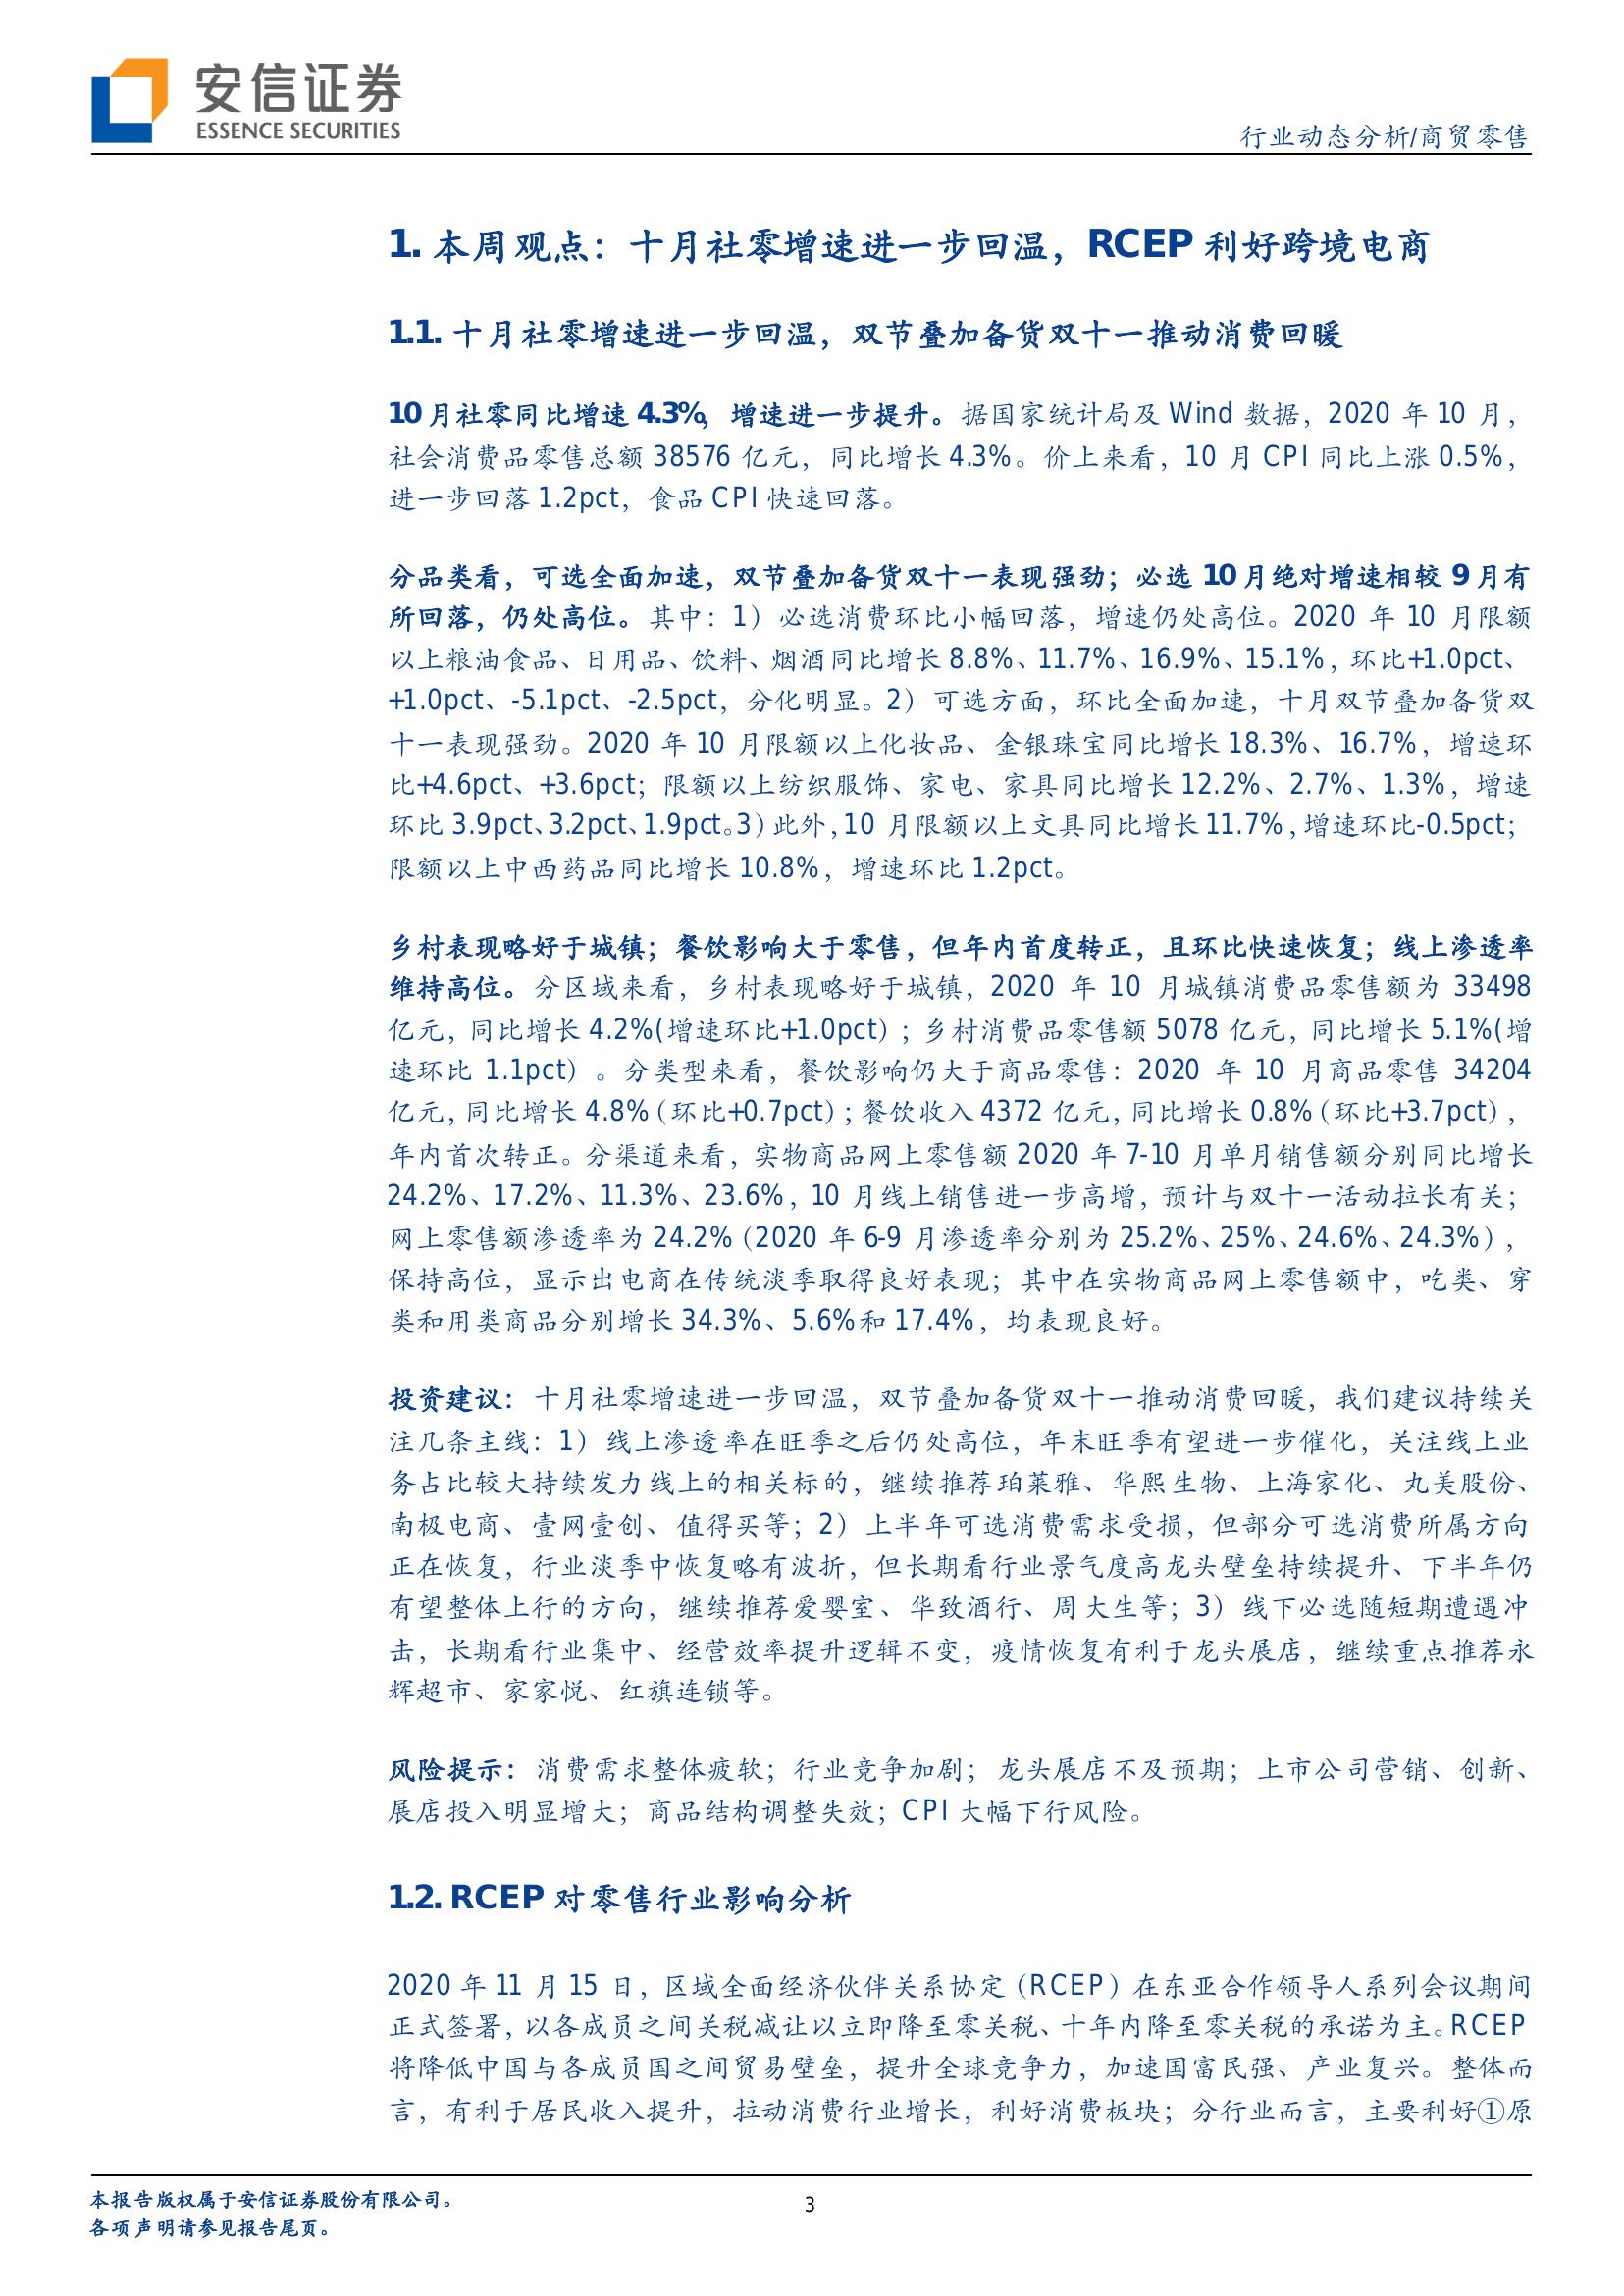 安信证券
ESSENCE SECURITIES
行业动态分析/商贸零售
1. 本周观点：十月社零增速进一步回温，RCEP 利好跨境电商
1.1. 十月社零增速进一步回温，双节叠加备货双十一推动消费回暖
10 月社零同比增速 4.3%，增速进一步提升。据国家统计局及 Wind 数据，2020 年 10 月，
社会消费品零售总额 38576 亿元，同比增长 4.3%。价上来看，10 月 CPI 同比上涨 0.5%，
进一步回落 1.2pct，食品 CPI 快速回落。
分品类看，可选全面加速，双节叠加备货双十一表现强劲；必选 10 月绝对增速相较 9 月有
所回落，仍处高位。其中：1）必选消费环比小幅回落，增速仍处高位。2020 年 10 月限额
以上粮油食品、日用品、饮料、烟酒同比增长 8.8%、11.7%、16.9%、15.1%，环比+1.0pct、
+1.0pct、-5.1pct、-2.5pct，分化明显。2）可选方面，环比全面加速，十月双节叠加备货双
十一表现强劲。2020 年 10 月限额以上化妆品、金银珠宝同比增长 18.3%、16.7%，增速环
比+4.6pct、+3.6pct；限额以上纺织服饰、家电、家具同比增长 12.2%、2.7%、1.3%，增速
环比 3.9pct、3.2pct、1.9pct。3）此外，10 月限额以上文具同比增长 11.7%，增速环比-0.5pct；
限额以上中西药品同比增长 10.8%，增速环比 1.2pct。
乡村表现略好于城镇；餐饮影响大于零售，但年内首度转正，且环比快速恢复；线上渗透率
维持高位。分区域来看，乡村表现略好于城镇，2020 年 10 月城镇消费品零售额为 33498
亿元，同比增长 4.2%(增速环比+1.0pct）；乡村消费品零售额 5078 亿元，同比增长 5.1%(增
速环比 1.1pct）。分类型来看，餐饮影响仍大于商品零售：2020 年 10 月商品零售 34204
亿元，同比增长 4.8%（环比+0.7pct）；餐饮收入 4372 亿元，同比增长 0.8%（环比+3.7pct），
年内首次转正。分渠道来看，实物商品网上零售额 2020 年 7-10 月单月销售额分别同比增长
24.2%、17.2%、11.3%、23.6%，10 月线上销售进一步高增，预计与双十一活动拉长有关；
网上零售额渗透率为 24.2%（2020 年 6-9 月渗透率分别为 25.2%、25%、24.6%、24.3%），
保持高位，显示出电商在传统淡季取得良好表现；其中在实物商品网上零售额中，吃类、穿
类和用类商品分别增长 34.3%、5.6%和 17.4%，均表现良好。
投资建议：十月社零增速进一步回温，双节叠加备货双十一推动消费回暖，我们建议持续关
注几条主线：1）线上渗透率在旺季之后仍处高位，年末旺季有望进一步催化，关注线上业
务占比较大持续发力线上的相关标的，继续推荐珀莱雅、华熙生物、上海家化、丸美股份、
南极电商、壹网壹创、值得买等；2）上半年可选消费需求受损，但部分可选消费所属方向
正在恢复，行业淡季中恢复略有波折，但长期看行业景气度高龙头壁垒持续提升、下半年仍
有望整体上行的方向，继续推荐爱婴室、华致酒行、周大生等；3）线下必选随短期遭遇冲
击，长期看行业集中、经营效率提升逻辑不变，疫情恢复有利于龙头展店，继续重点推荐永
辉超市、家家悦、红旗连锁等。
风险提示：消费需求整体疲软；行业竞争加剧；龙头展店不及预期；上市公司营销、创新、
展店投入明显增大；商品结构调整失效；CPI 大幅下行风险。
1.2. RCEP 对零售行业影响分析
2020 年 11 月 15 日，区域全面经济伙伴关系协定（RCEP）在东亚合作领导人系列会议期间
正式签署，以各成员之间关税减让以立即降至零关税、十年内降至零关税的承诺为主。RCEP
将降低中国与各成员国之间贸易壁垒，提升全球竞争力，加速国富民强、产业复兴。整体而
言，有利于居民收入提升，拉动消费行业增长，利好消费板块；分行业而言，主要利好①原
本报告版权属于安信证券股份有限公司。
各项声明请参见报告尾页。
3